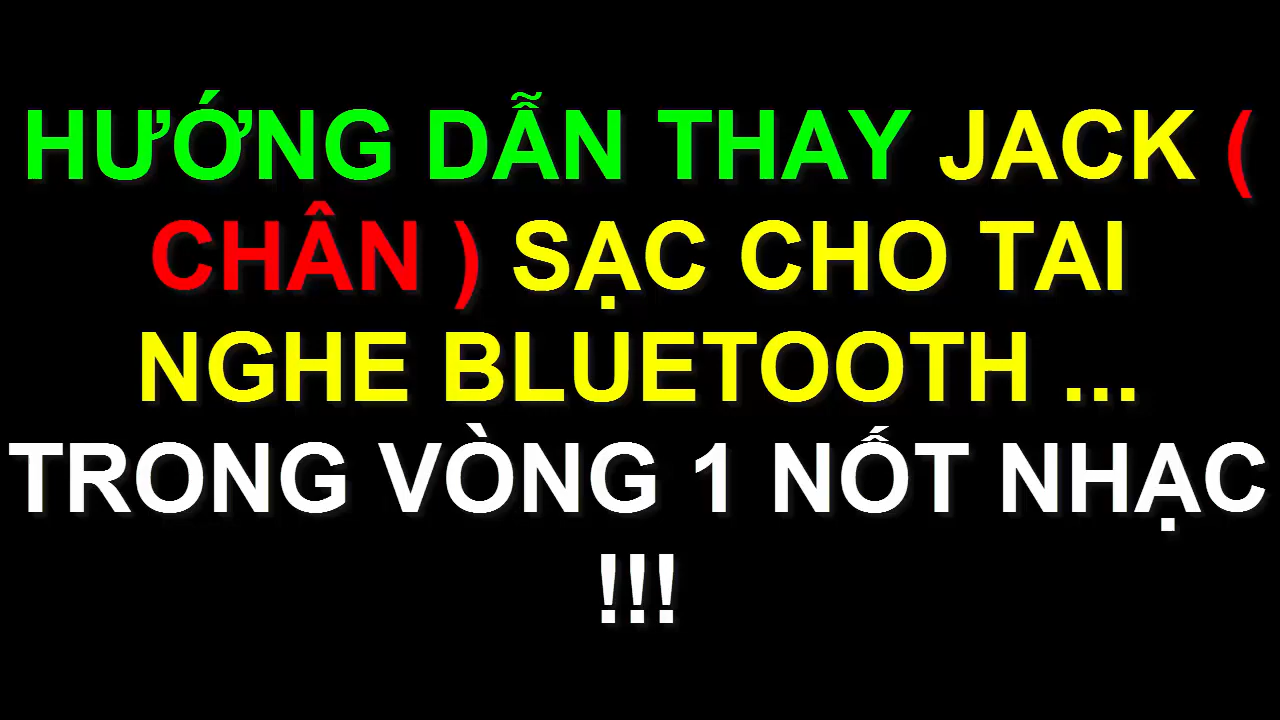 HƯỚNG DẪN THAY JACK (
CHÂN ) SẠC CHO TAI
NGHE BLUETOOTH ...
TRONG VÒNG 1 NỐT NHẠC
!!!